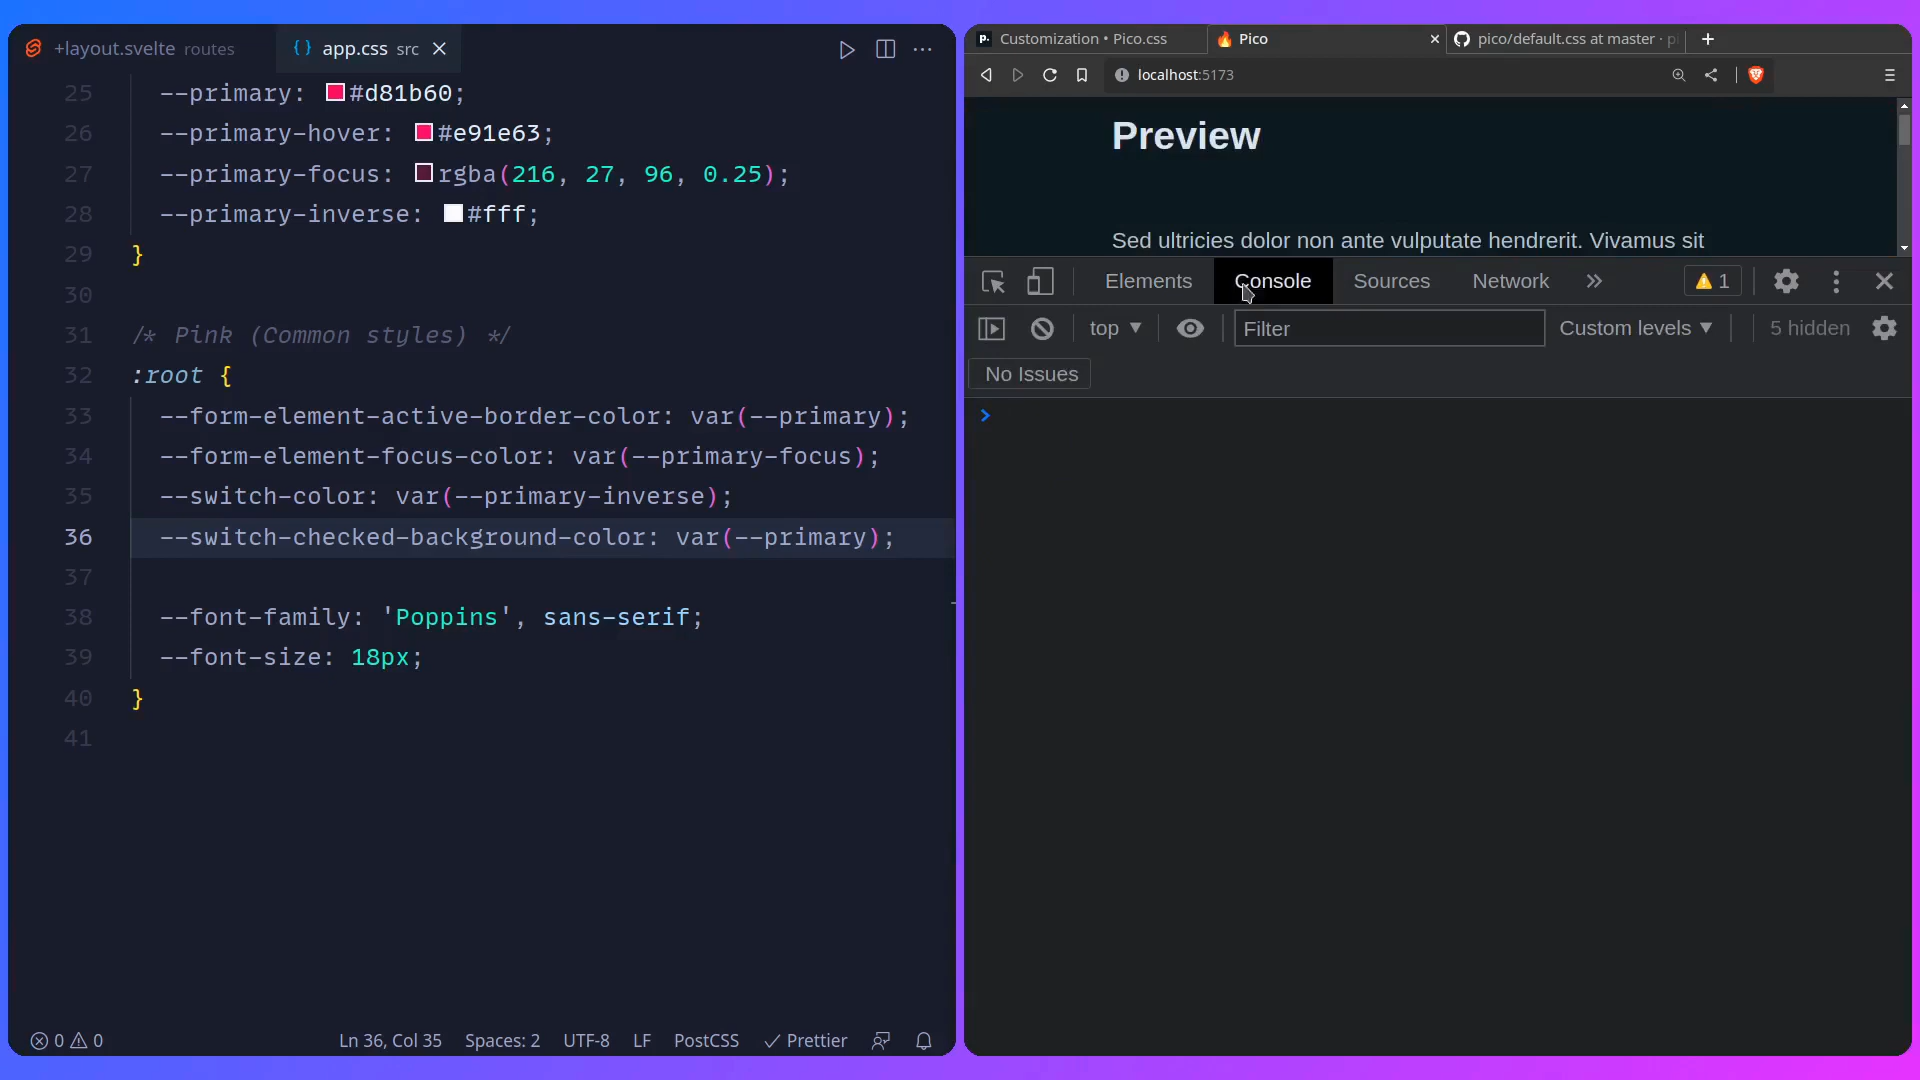 +layout.svelte routes
app.css src
25 --primary: #d81b60;
26 --primary-hover: #e91e63;
27 --primary-focus: rgba(216, 27, 96, 0.25);
28 --primary-inverse: #fff;
29 }
30
31 /* Pink (Common styles) */
32 :root {
33 --form-element-active-border-color: var(--primary);
34 --form-element-focus-color: var(--primary-focus);
35 --switch-color: var(--primary-inverse);
36 --switch-checked-background-color: var(--primary);
37
38 --font-family: 'Poppins', sans-serif;
39 --font-size: 18px;
40 }
41
0 0 Ln 36, Col 35 Spaces: 2 UTF-8 LF PostCSS Prettier
p. Customization • Pico.css
Pico
pico/default.css at master · p
localhost:5173
Preview
Sed ultricies dolor non ante vulputate hendrerit. Vivamus sit
Elements Console Sources Network 1
top Filter Custom levels 5 hidden
No Issues